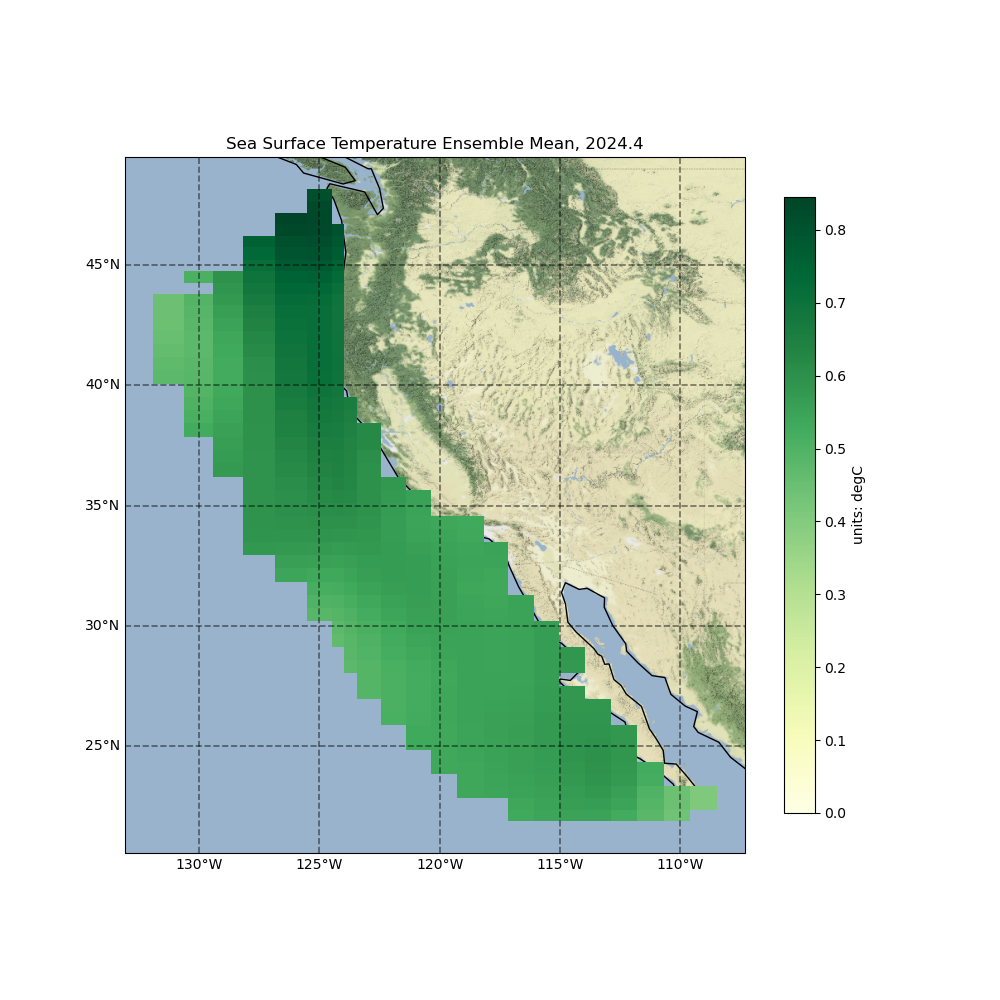 Sea Surface Temperature Ensemble Mean, 2024.4
45°N
40°N
35°N
30°N
25°N
130°W
125°W
120°W
115°W
110°W
0.8
0.7
0.6
0.5
0.4
0.3
0.2
0.1
0.0
units: degC